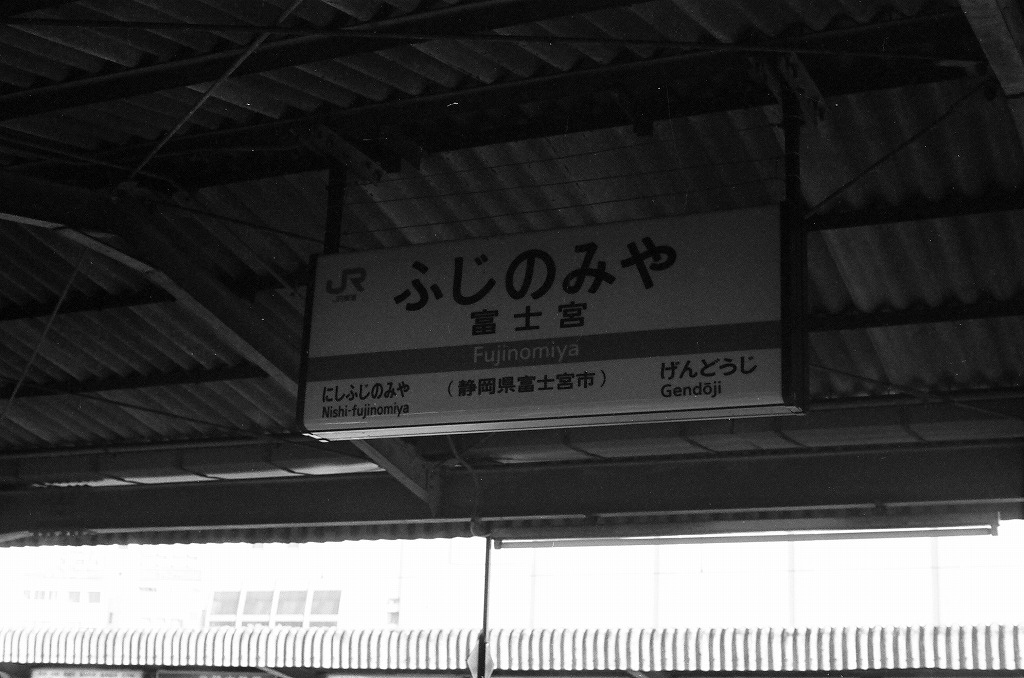 JR
ふじのみや
富士宮
Fujinomiya
にしふじのみや
Nishi-fujinomiya
（静岡県富士宮市）
げんどうじ
Gendōji